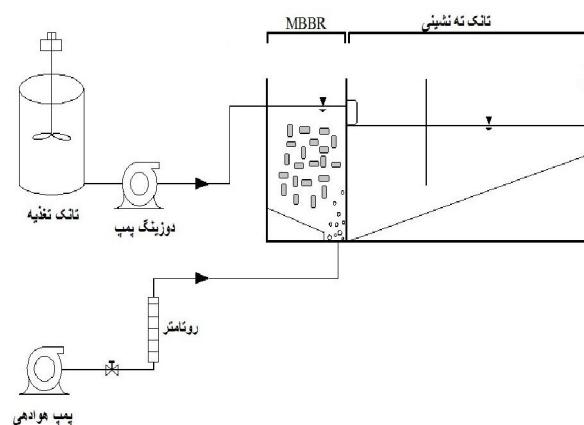 MBBR
تانک ته نشینی
تانک تغذیه
دوزینگ پمپ
روتامتر
پمپ هوادهی